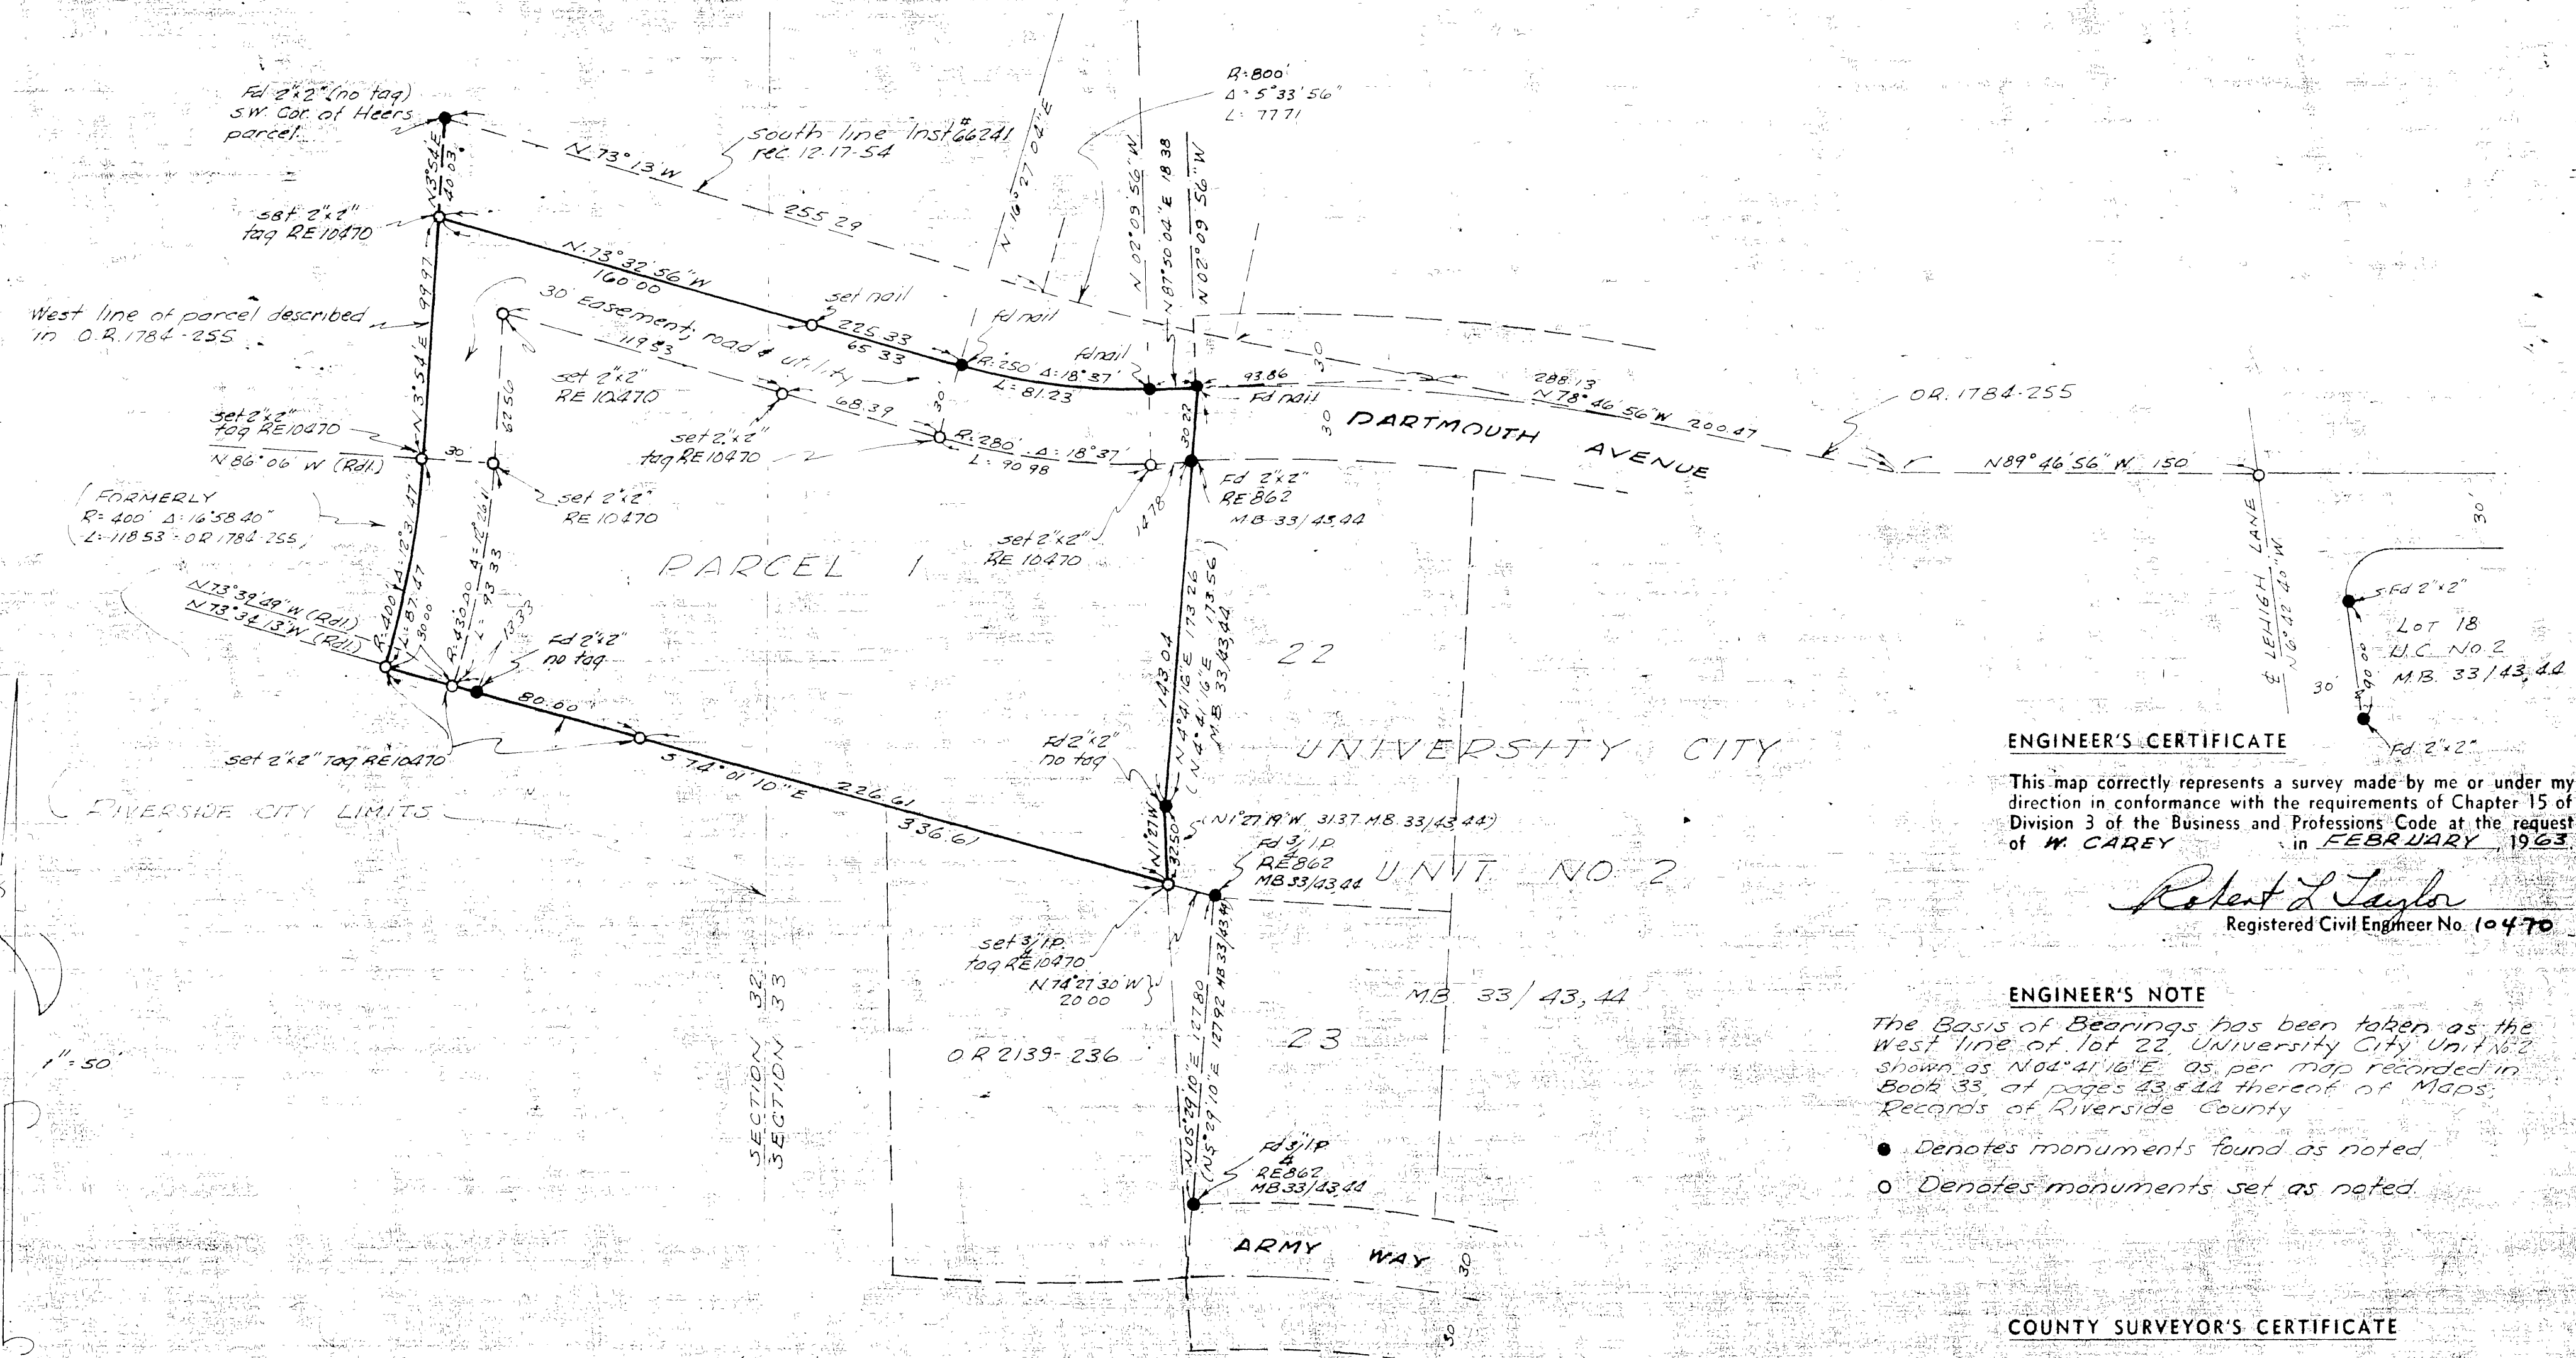 Fd 2"x2" (no tag)
S.W. Cor. of Heers
parcel
N3°54'E
40.03
set 2"x2"
tag RE10470
N 73° 13' W
255.29
South line Inst# 66241
rec. 12-17-54
R=800'
Δ=5°33'56"
L=77.71
N 16° 27' 04" E
N 02°09'56" W
N87°50'04" E 18.38
N 02°09'56" W
N. 73° 32' 56" W
160.00
set nail
225.33
65.33
fd nail
fd nail
R=250' Δ=18°37'
L=81.23'
93.86
Fd nail
30
30
288.13
N 78° 46' 56" W 200.47
O.R. 1784-255
DARTMOUTH AVENUE
N89° 46' 56" W 150
West line of parcel described
in O.R. 1784-255
N 3°54' E 99.97
30' Easement, road & utility
119.53
62.56
set 2"x2"
RE 10470
68.39
30
set 2"x2"
tag RE10470
R=280' Δ=18°37'
L=90.98
30.22
Fd 2"x2"
RE 862
M.B. 33/43,44
14.78
set 2"x2"
RE 10470
set 2"x2"
tag RE10470
N 86° 06' W (Rdl.)
30'
set 2"x2"
RE 10470
FORMERLY
R=400' Δ=16°58'40"
L=118.53 - O.R. 1784-255
PARCEL 1
R=400' Δ=12°31'47"
L=87.47
R=430.00
L=93.33
N73°39'49" W (Rdl.)
N73°34'13" W (Rdl.)
30.00
13.33
Fd 2"x2"
no tag
80.00
set 2"x2" Tag RE10470
S 74° 01' 10" E
226.61
336.61
RIVERSIDE CITY LIMITS
143.04
N 4°41'16" E 173.26
(N 4°41'16" E 173.56)
M.B. 33/43,44
22
UNIVERSITY CITY
UNIT NO 2
Fd 2"x2"
no tag
N1°12'W
32.50
(N1°27'19" W 31.37 M.B. 33/43,44)
Fd 3/4 I.P.
RE862
MB 33/43,44
set 3/4 I.P.
tag RE10470
N.74°27'30" W
20.00
SECTION 32
SECTION 33
O.R 2139-236
M.B. 33/43,44
23
N05°29'10" E 127.80
(N5°29'10" E 127.92 MB 33/43,44)
Fd 3/4 I.P.
RE862
MB 33/43,44
ARMY WAY
30
30
1" = 50'
℄ LEHIGH LANE
N 6° 42' 40" W
30'
s Fd 2"x2"
LOT 18
U.C. NO. 2
M.B. 33/43,44
90.00
30'
Fd. 2"x2"
ENGINEER'S CERTIFICATE
This map correctly represents a survey made by me or under my
direction in conformance with the requirements of Chapter 15 of
Division 3 of the Business and Professions Code at the request
of W. CAREY in FEBRUARY 1963
Robert L Taylor
Registered Civil Engineer No. 10470
ENGINEER'S NOTE
The Basis of Bearings has been taken as the
West line of lot 22, University City Unit No. 2
shown as N04°41'16"E as per map recorded in
Book 33, at pages 43 & 44 thereof of Maps,
Records of Riverside County
● Denotes monuments found as noted.
○ Denotes monuments set as noted.
COUNTY SURVEYOR'S CERTIFICATE